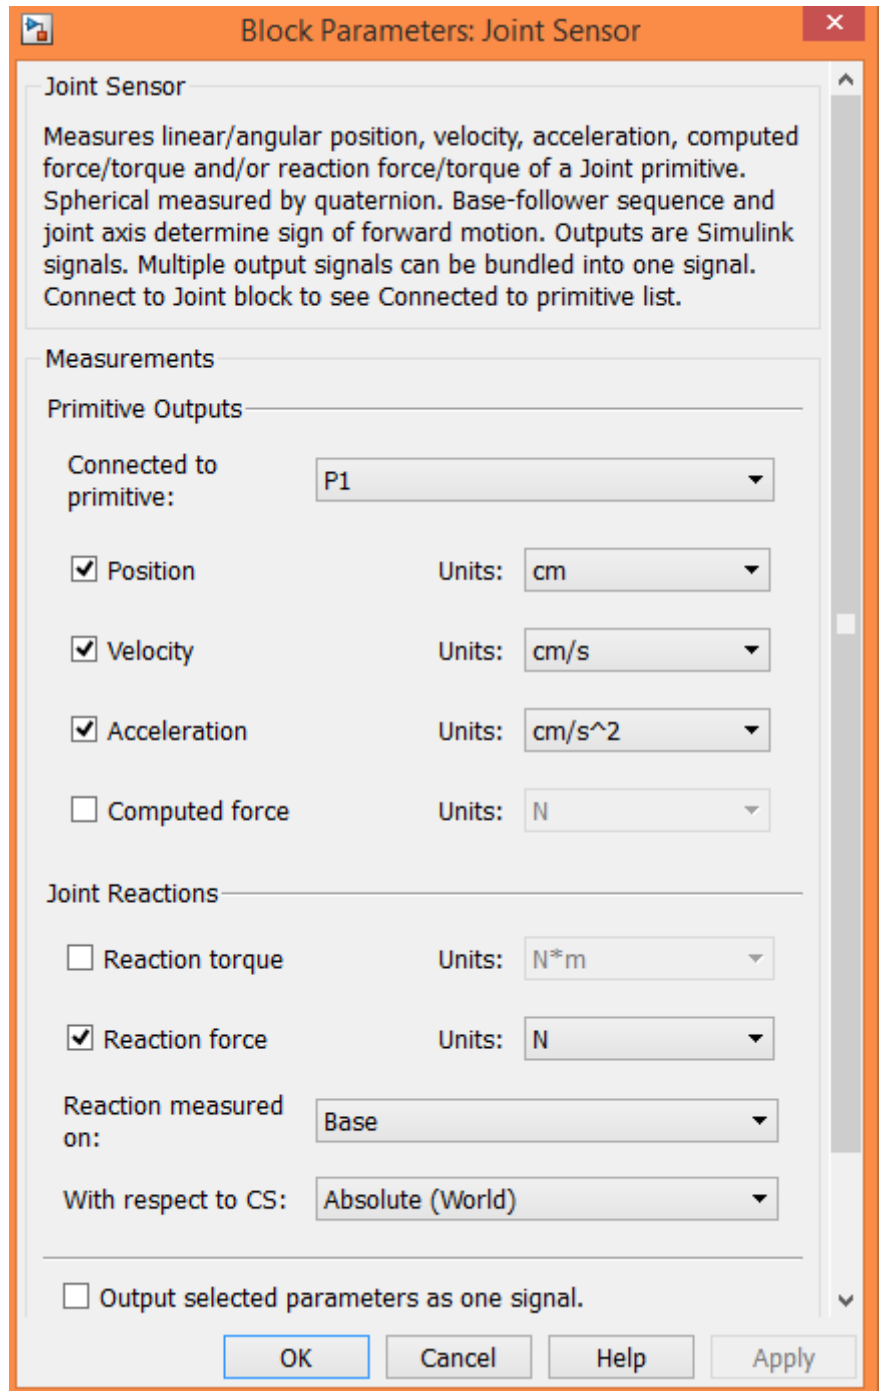 Block Parameters: Joint Sensor
Joint Sensor
Measures linear/angular position, velocity, acceleration, computed
force/torque and/or reaction force/torque of a Joint primitive.
Spherical measured by quaternion. Base-follower sequence and
joint axis determine sign of forward motion. Outputs are Simulink
signals. Multiple output signals can be bundled into one signal.
Connect to Joint block to see Connected to primitive list.
Measurements
Primitive Outputs
Connected to
primitive:
P1
Position Units: cm
Velocity Units: cm/s
Acceleration Units: cm/s^2
Computed force Units: N
Joint Reactions
Reaction torque Units: N*m
Reaction force Units: N
Reaction measured
on:
Base
With respect to CS: Absolute (World)
Output selected parameters as one signal.
OK Cancel Help Apply